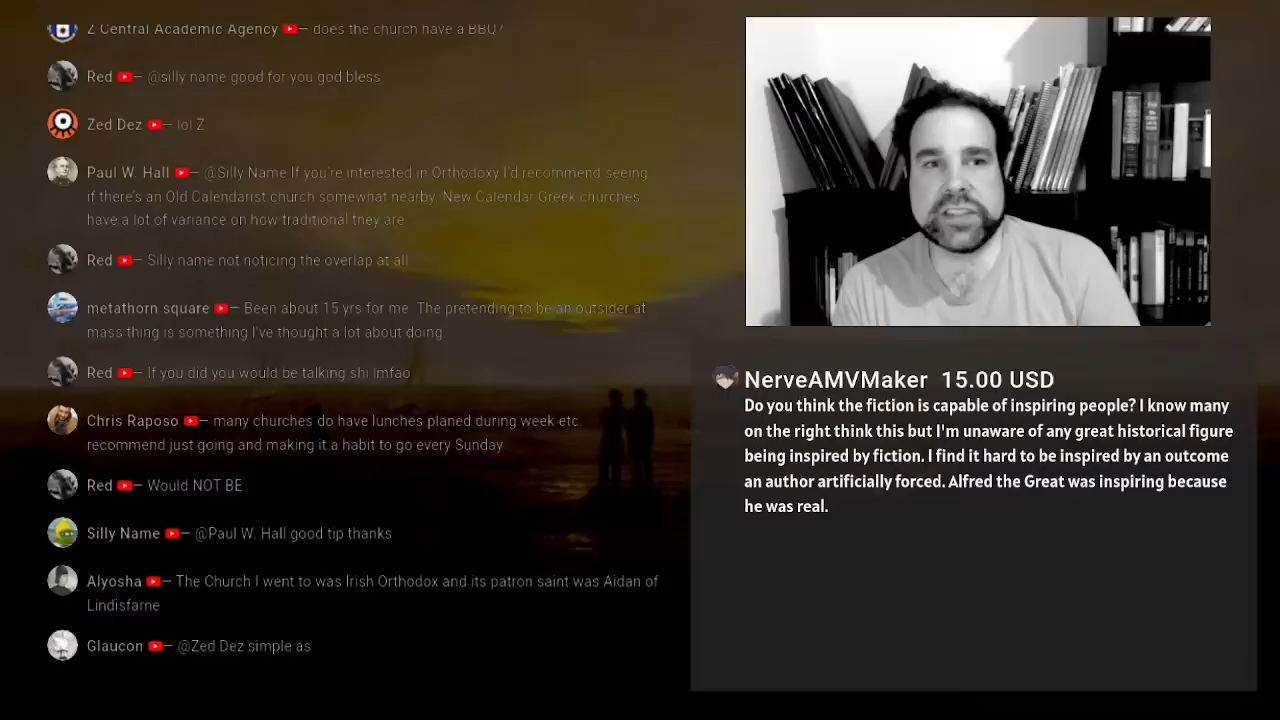 Z Central Academic Agency — does the church have a BBQ?
Red — @silly name good for you god bless
Zed Dez — lol Z
Paul W. Hall — @Silly Name If you're interested in Orthodoxy I'd recommend seeing
if there's an Old Calendarist church somewhat nearby. New Calendar Greek churches
have a lot of variance on how traditional they are
Red — Silly name not noticing the overlap at all
metathorn square — Been about 15 yrs for me. The pretending to be an outsider at
mass thing is something I've thought a lot about doing.
Red — If you did you would be talking shi lmfao
Chris Raposo — many churches do have lunches planed during week etc.
recommend just going and making it a habit to go every Sunday
Red — Would NOT BE
Silly Name — @Paul W. Hall good tip thanks
Alyosha — The Church I went to was Irish Orthodox and its patron saint was Aidan of
Lindisfarne
Glaucon — @Zed Dez simple as
NerveAMVMaker 15.00 USD
Do you think the fiction is capable of inspiring people? I know many
on the right think this but I'm unaware of any great historical figure
being inspired by fiction. I find it hard to be inspired by an outcome
an author artificially forced. Alfred the Great was inspiring because
he was real.